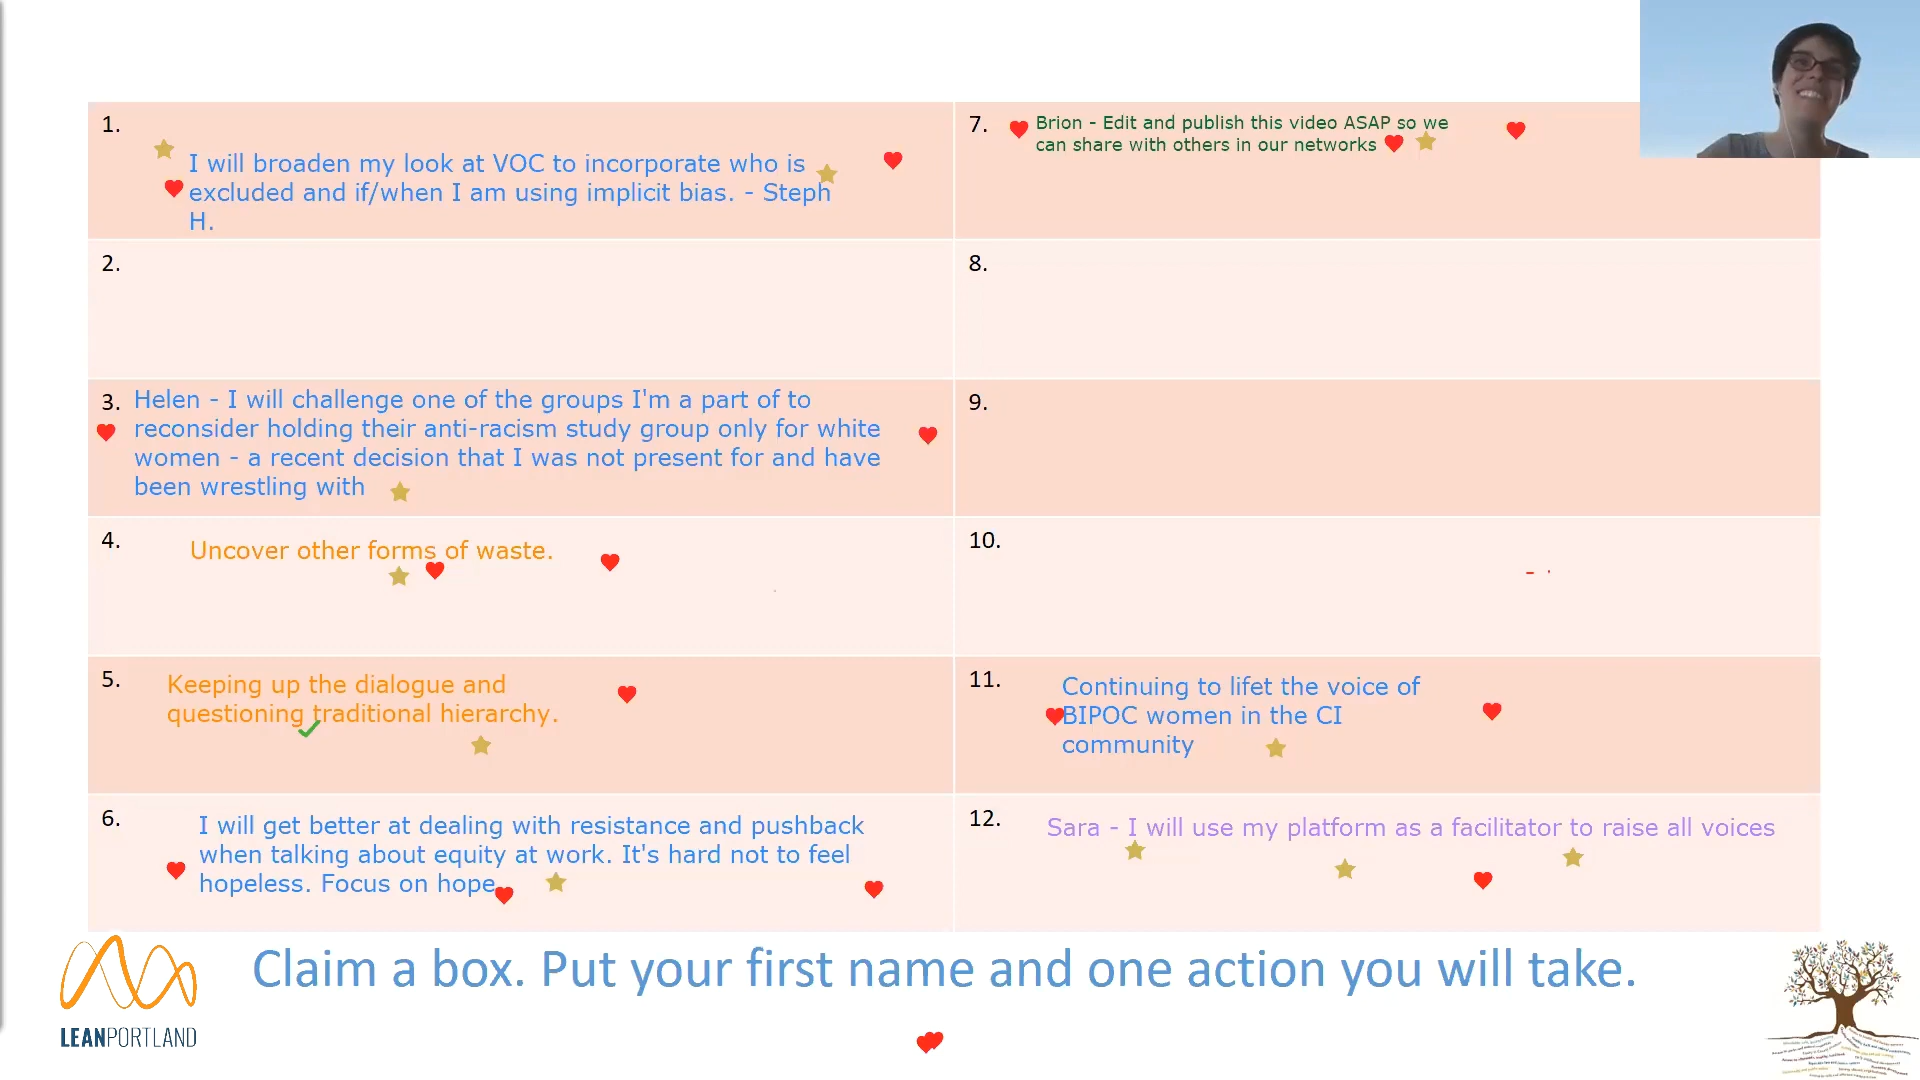 1.
I will broaden my look at VOC to incorporate who is
excluded and if/when I am using implicit bias. - Steph
H.
2.
3. Helen - I will challenge one of the groups I'm a part of to
reconsider holding their anti-racism study group only for white
women - a recent decision that I was not present for and have
been wrestling with
4.
Uncover other forms of waste.
5.
Keeping up the dialogue and
questioning traditional hierarchy.
6.
I will get better at dealing with resistance and pushback
when talking about equity at work. It's hard not to feel
hopeless. Focus on hope
7. Brion - Edit and publish this video ASAP so we
can share with others in our networks
8.
9.
10.
11.
Continuing to lifet the voice of
BIPOC women in the CI
community
12. Sara - I will use my platform as a facilitator to raise all voices
Claim a box. Put your first name and one action you will take.
LEANPORTLAND